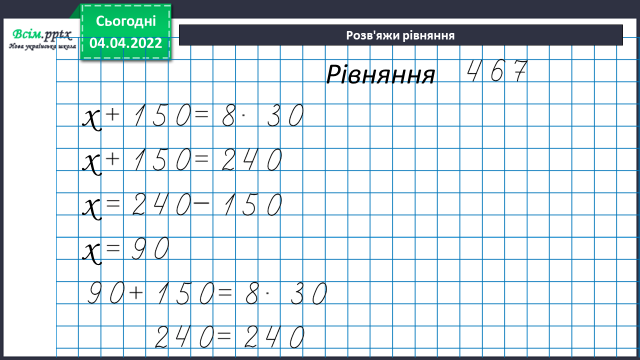 Всім.pptx
Нова українська школа
Сьогодні
04.04.2022
Розв'яжи рівняння
Рівняння 467
x+150=8· 30
x+150=240
x=240−150
x=90
90+150=8· 30
240=240